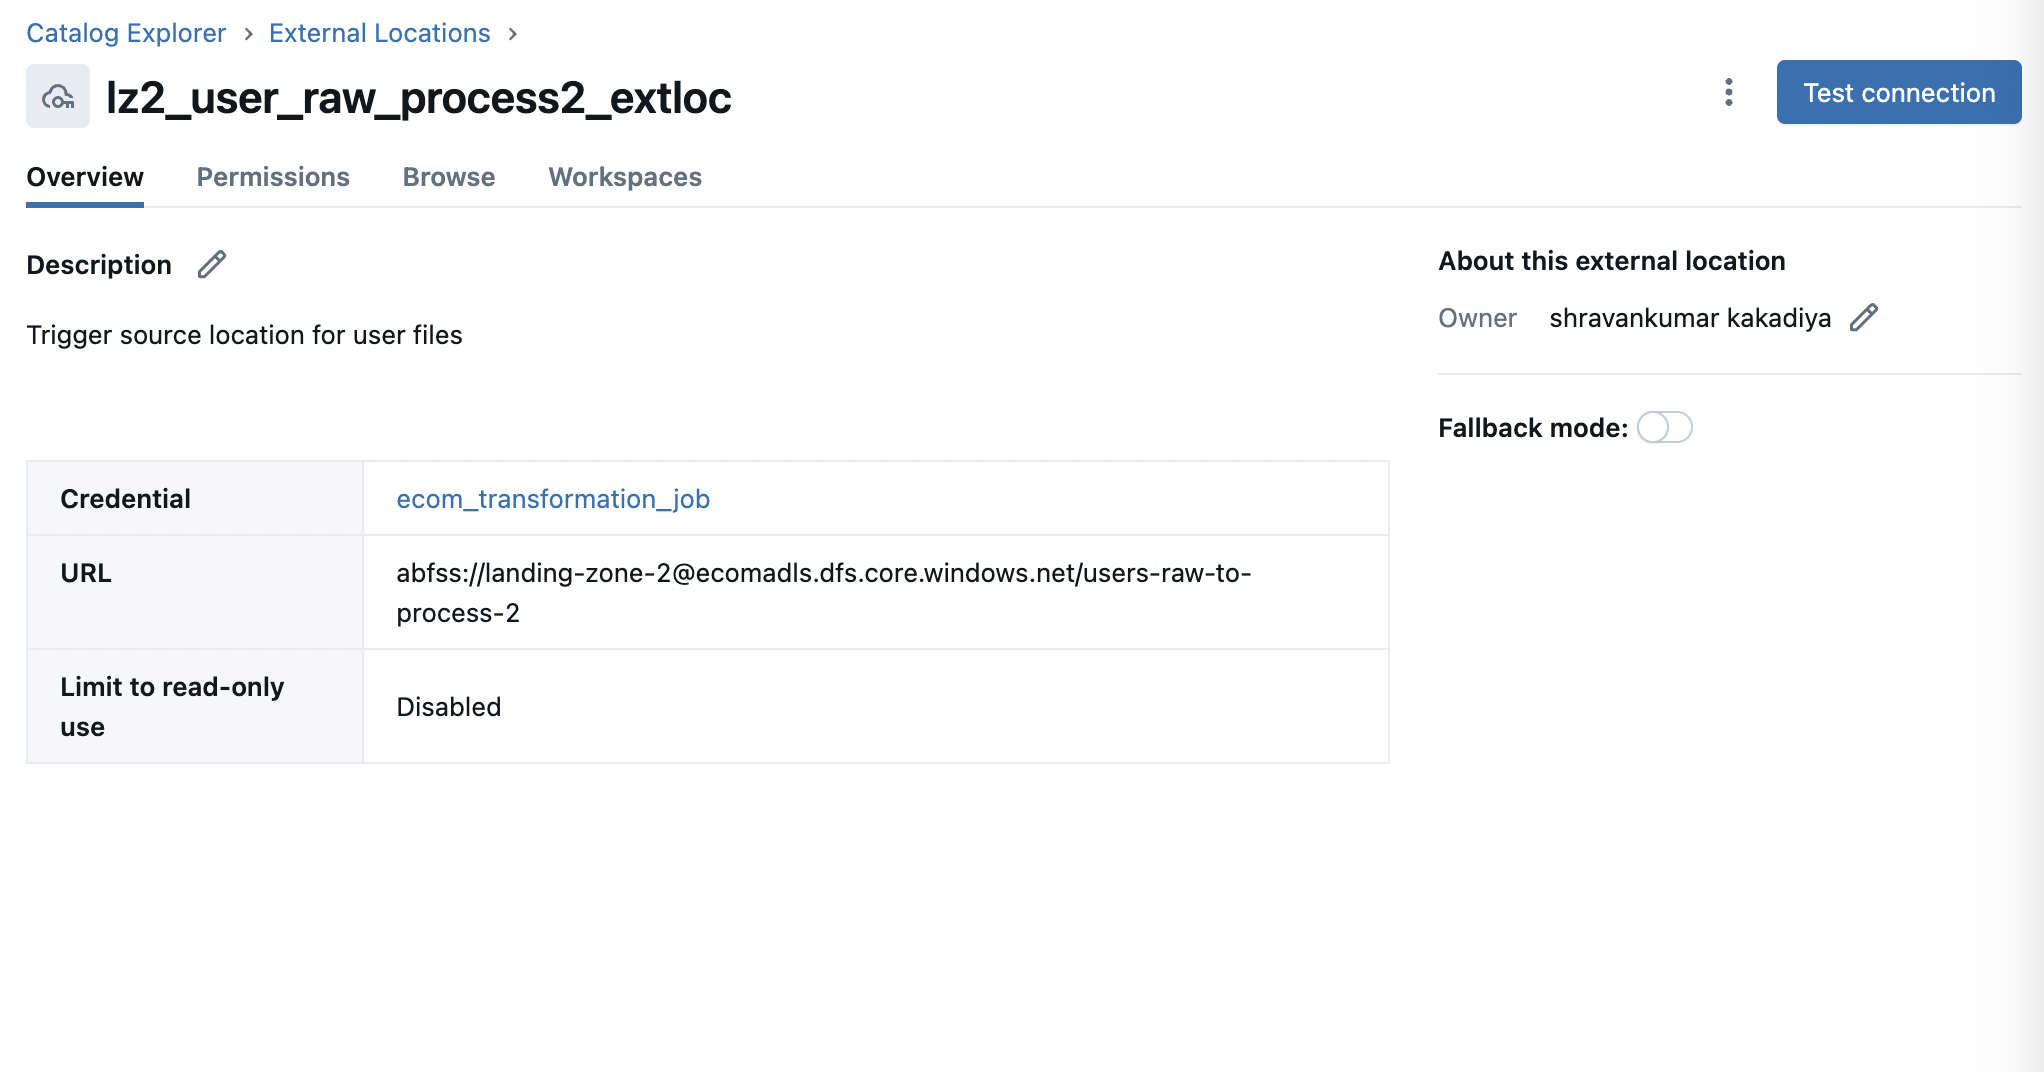 Catalog Explorer > External Locations >
lz2_user_raw_process2_extloc
Test connection
Overview Permissions Browse Workspaces
Description
Trigger source location for user files
About this external location
Owner shravankumar kakadiya
Fallback mode:
Credential ecom_transformation_job
URL abfss://landing-zone-2@ecomadls.dfs.core.windows.net/users-raw-to-
process-2
Limit to read-only
use
Disabled